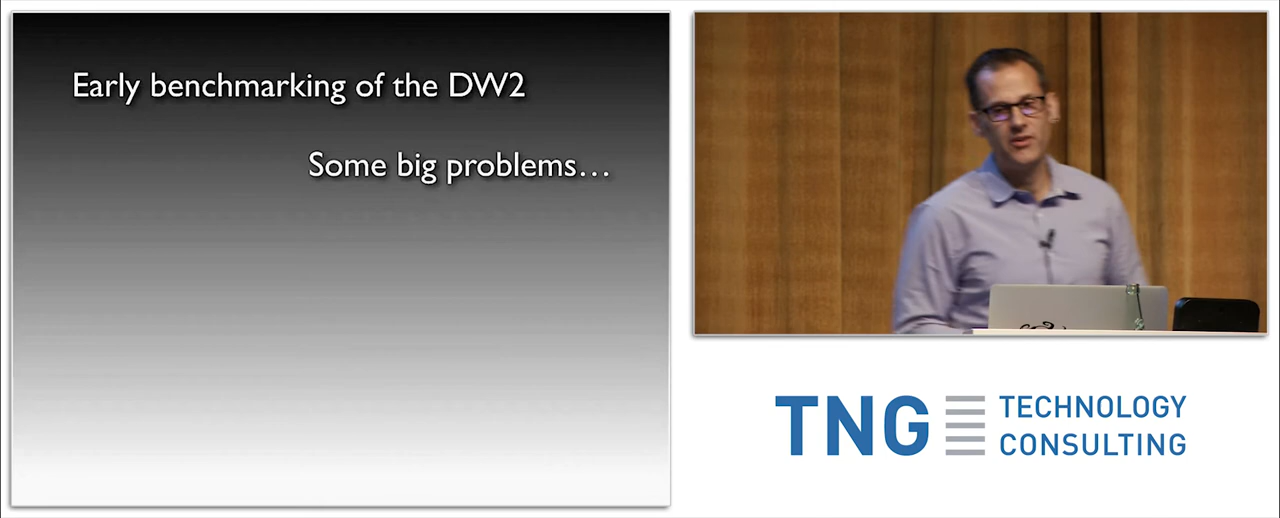 Early benchmarking of the DW2
Some big problems...
TNG TECHNOLOGY
CONSULTING